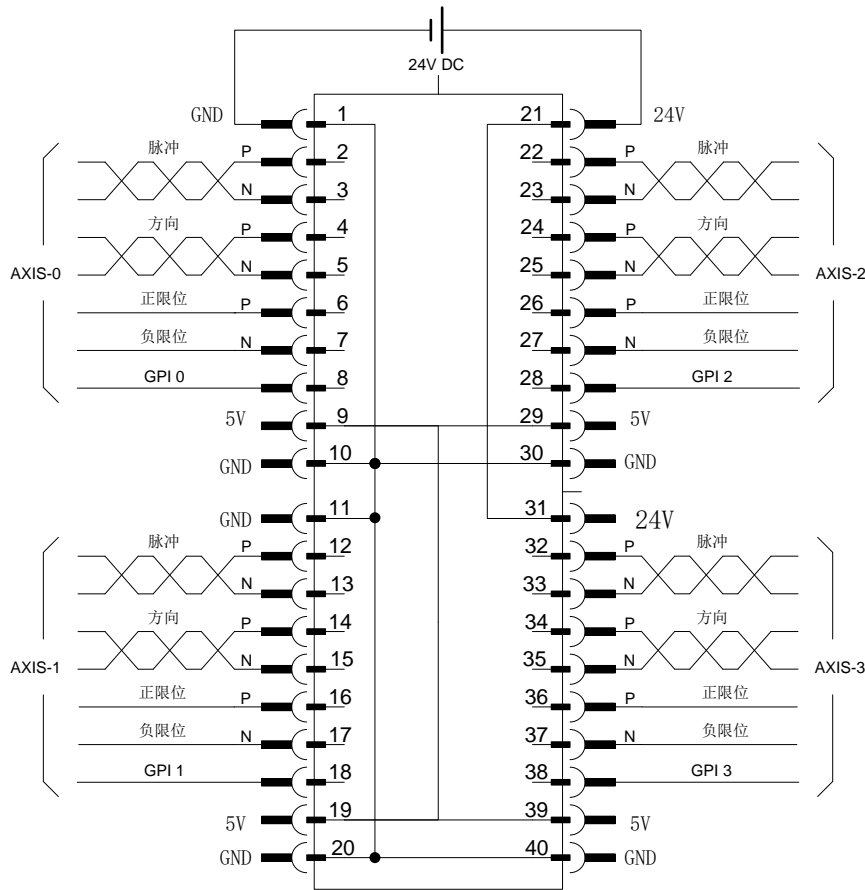 24V DC
GND 1 21 24V
脉冲 P 2 22 P 脉冲
N 3 23 N
方向 P 4 24 P 方向
AXIS-0 N 5 25 N AXIS-2
正限位 P 6 26 P 正限位
负限位 N 7 27 N 负限位
GPI 0 8 28 GPI 2
5V 9 29 5V
GND 10 30 GND
GND 11 31 24V
脉冲 P 12 32 P 脉冲
N 13 33 N
方向 P 14 34 P 方向
AXIS-1 N 15 35 N AXIS-3
正限位 P 16 36 P 正限位
负限位 N 17 37 N 负限位
GPI 1 18 38 GPI 3
5V 19 39 5V
GND 20 40 GND